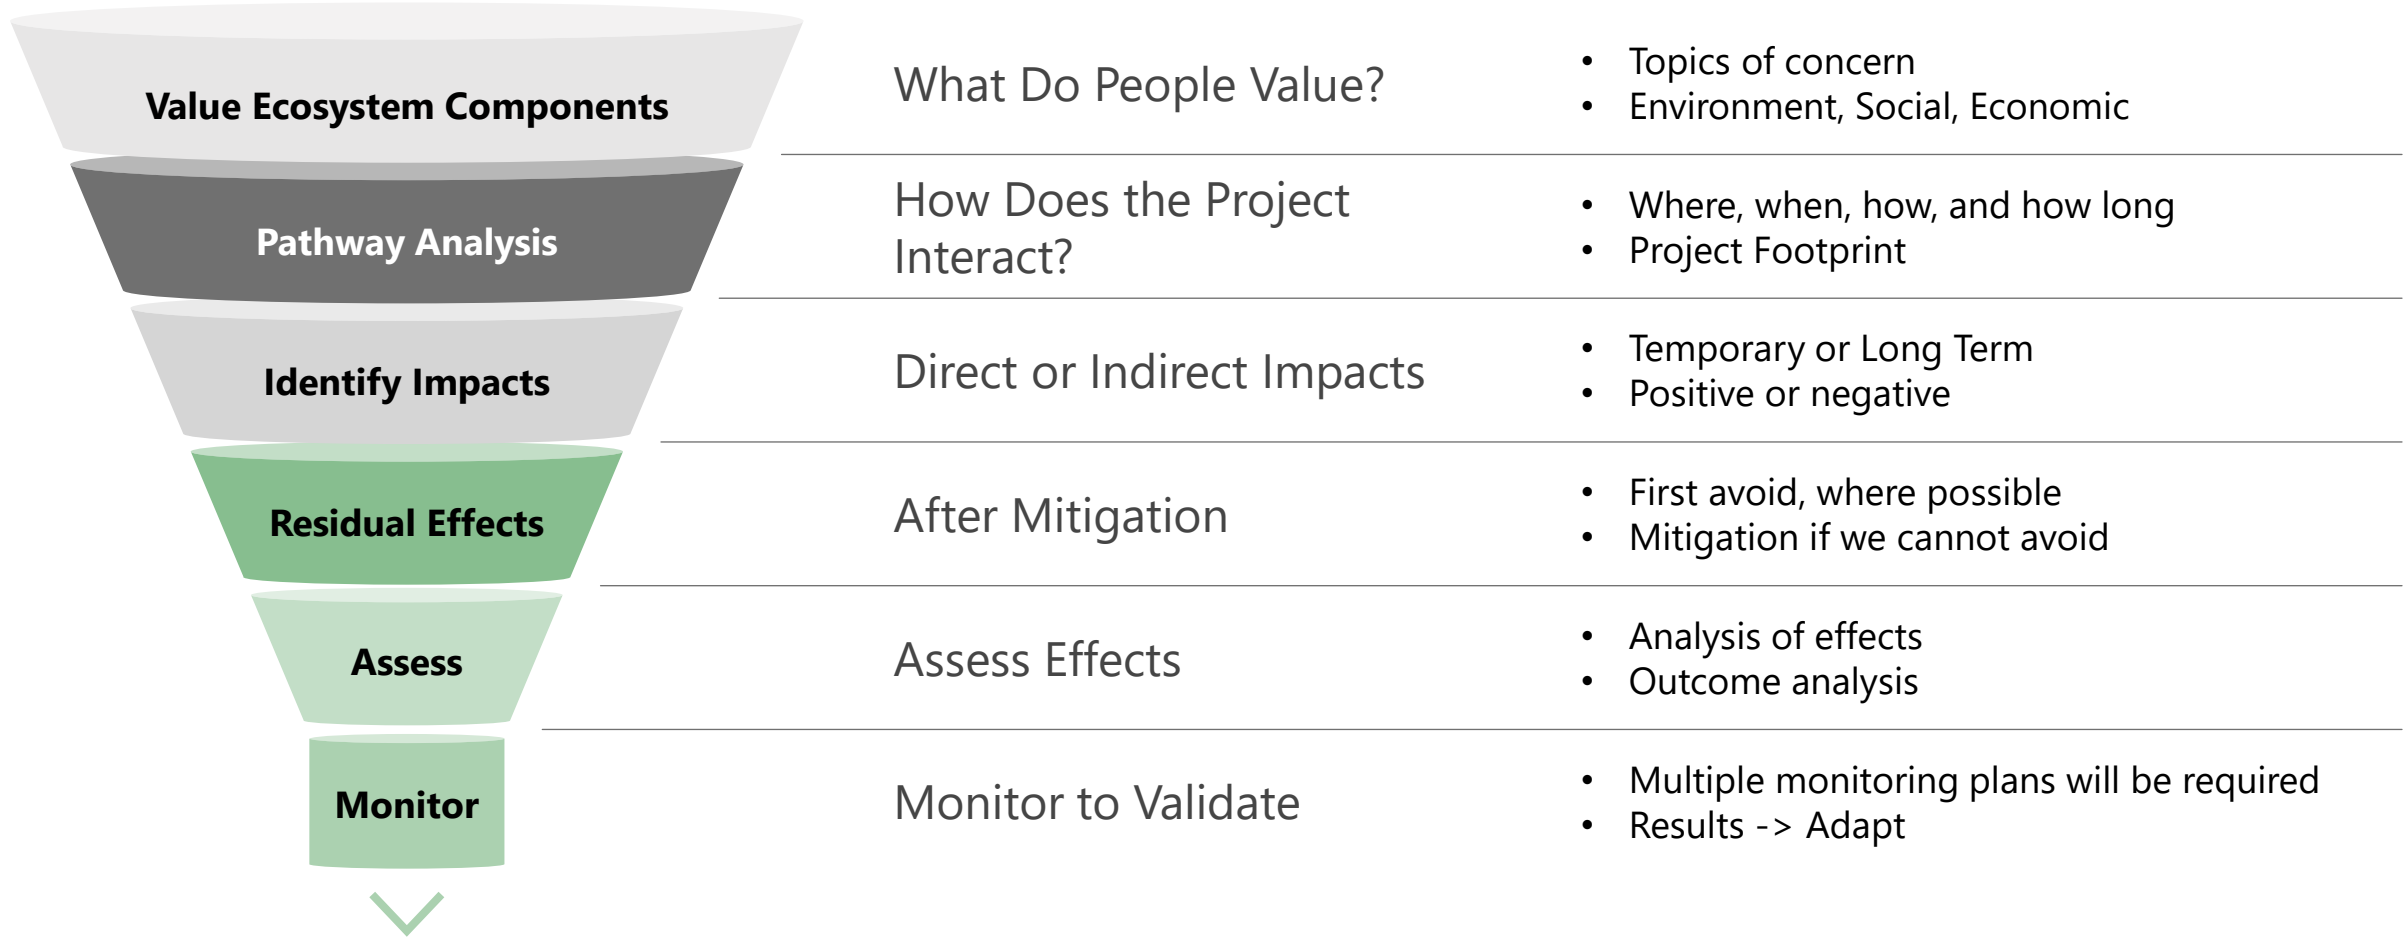 Value Ecosystem Components
What Do People Value?
• Topics of concern
• Environment, Social, Economic
Pathway Analysis
How Does the Project
Interact?
• Where, when, how, and how long
• Project Footprint
Identify Impacts
Direct or Indirect Impacts
• Temporary or Long Term
• Positive or negative
Residual Effects
After Mitigation
• First avoid, where possible
• Mitigation if we cannot avoid
Assess
Assess Effects
• Analysis of effects
• Outcome analysis
Monitor
Monitor to Validate
• Multiple monitoring plans will be required
• Results -> Adapt